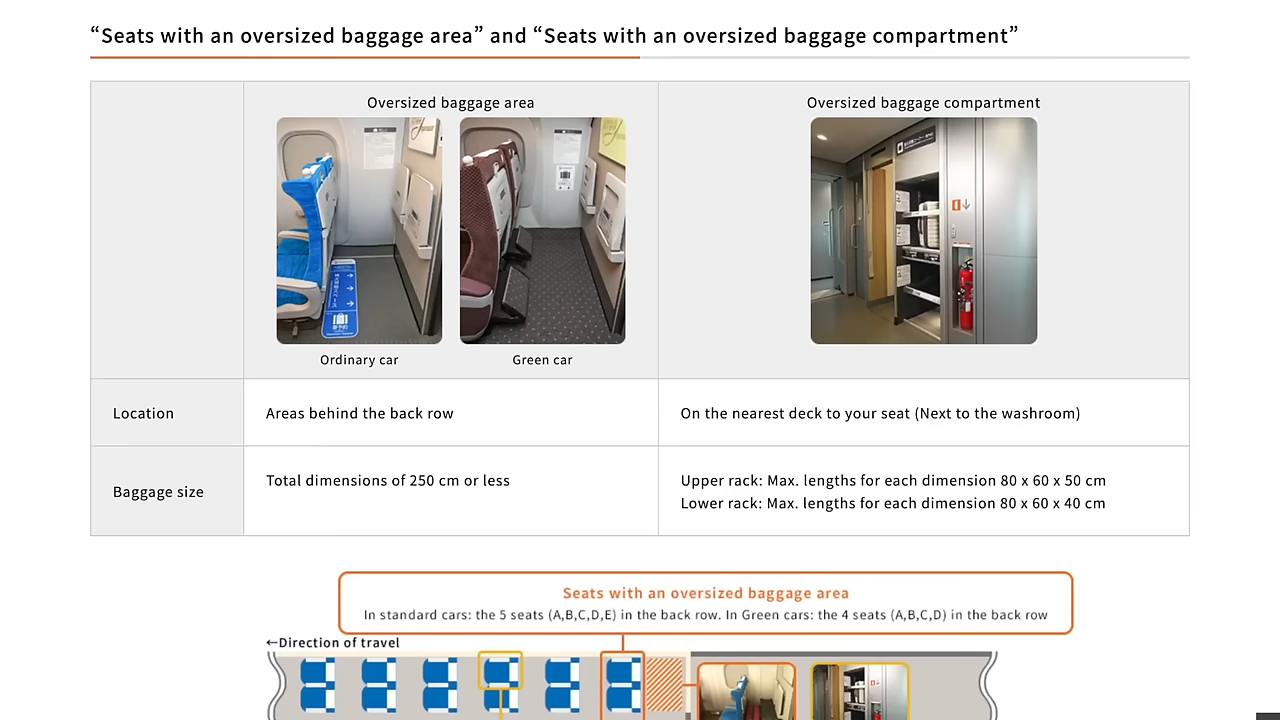 “Seats with an oversized baggage area” and “Seats with an oversized baggage compartment”
Oversized baggage area
Oversized baggage compartment
Ordinary car
Green car
Location
Areas behind the back row
On the nearest deck to your seat (Next to the washroom)
Baggage size
Total dimensions of 250 cm or less
Upper rack: Max. lengths for each dimension 80 x 60 x 50 cm
Lower rack: Max. lengths for each dimension 80 x 60 x 40 cm
Seats with an oversized baggage area
In standard cars: the 5 seats (A,B,C,D,E) in the back row. In Green cars: the 4 seats (A,B,C,D) in the back row
←Direction of travel